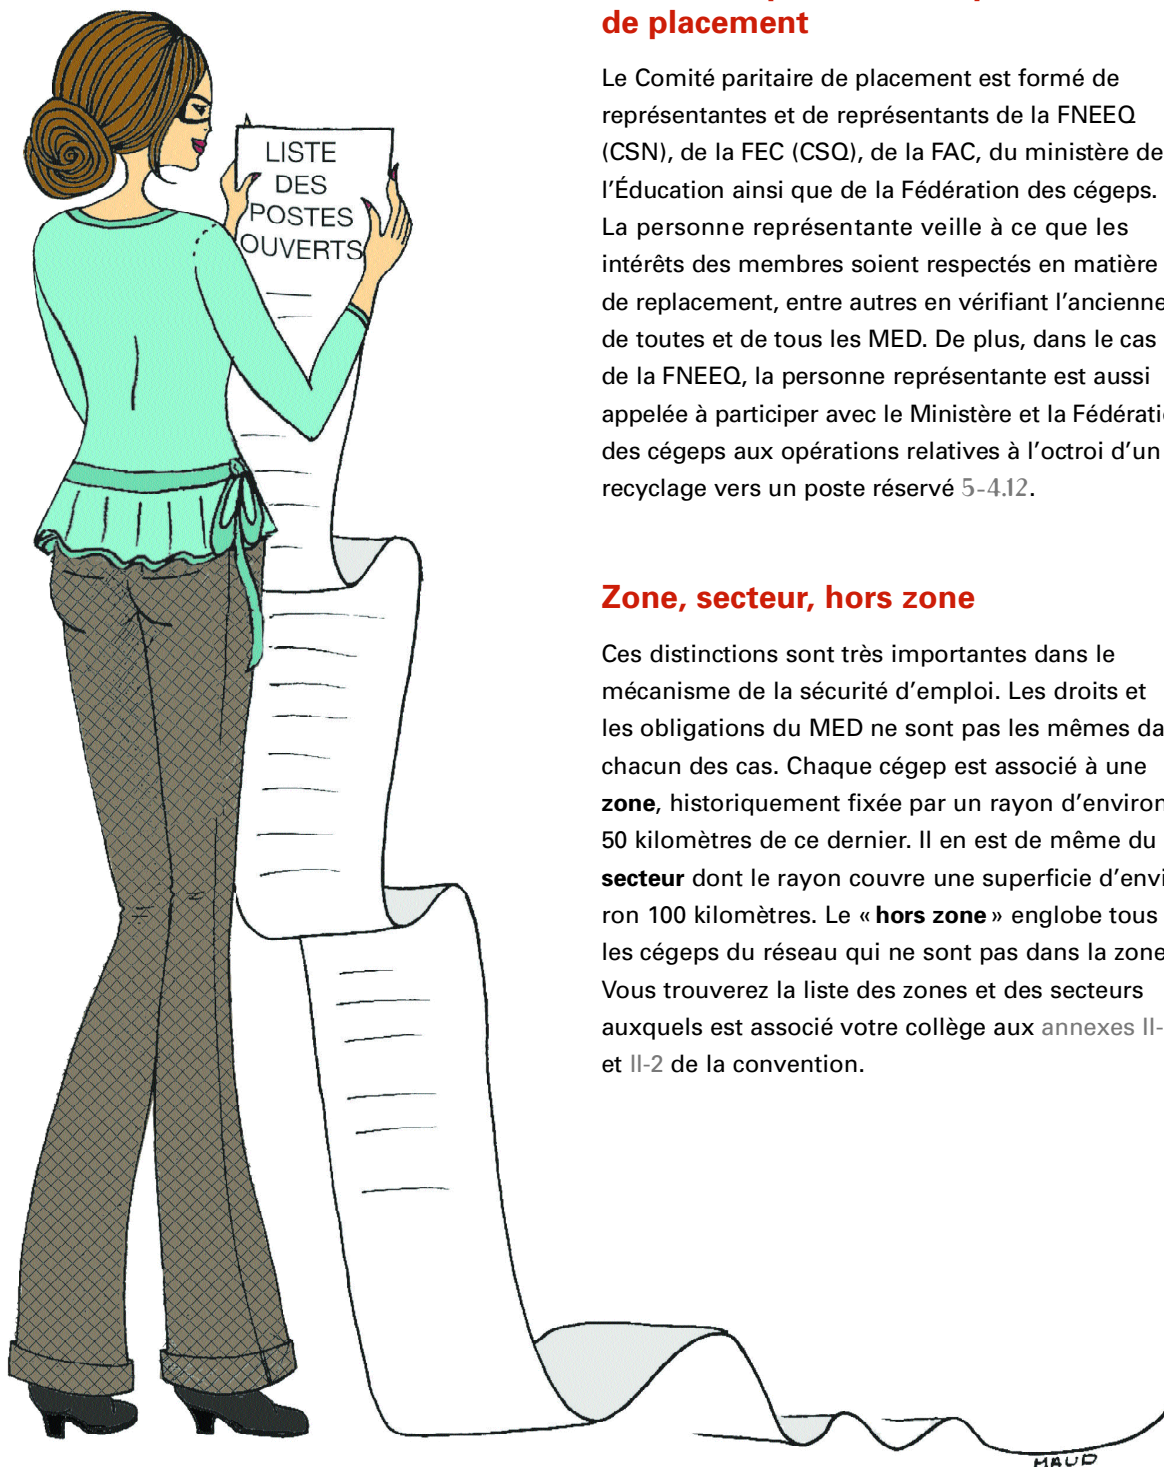 LISTE
DES
POSTES
OUVERTS
de placement
Le Comité paritaire de placement est formé de
représentantes et de représentants de la FNEEQ
(CSN), de la FEC (CSQ), de la FAC, du ministère de
l’Éducation ainsi que de la Fédération des cégeps.
La personne représentante veille à ce que les
intérêts des membres soient respectés en matière
de replacement, entre autres en vérifiant
de toutes et de tous les MED. De plus, dans le cas
de la FNEEQ, la personne représentante est aussi
appelée à participer avec le Ministère et la
des cégeps aux opérations relatives à l’octroi d’un
recyclage vers un poste réservé 5-4.12.
Zone, secteur, hors zone
Ces distinctions sont très importantes dans le
mécanisme de la sécurité d’emploi. Les droits et
les obligations du MED ne sont pas les mêmes
chacun des cas. Chaque cégep est associé à une
zone, historiquement fixée par un rayon d’environ
50 kilomètres de ce dernier. Il en est de même du
secteur dont le rayon couvre une superficie d’envi
ron 100 kilomètres. Le « hors zone » englobe tous
les cégeps du réseau qui ne sont pas dans la zone
Vous trouverez la liste des zones et des secteurs
auxquels est associé votre collège aux annexes II-
et II-2 de la convention.
MAUD